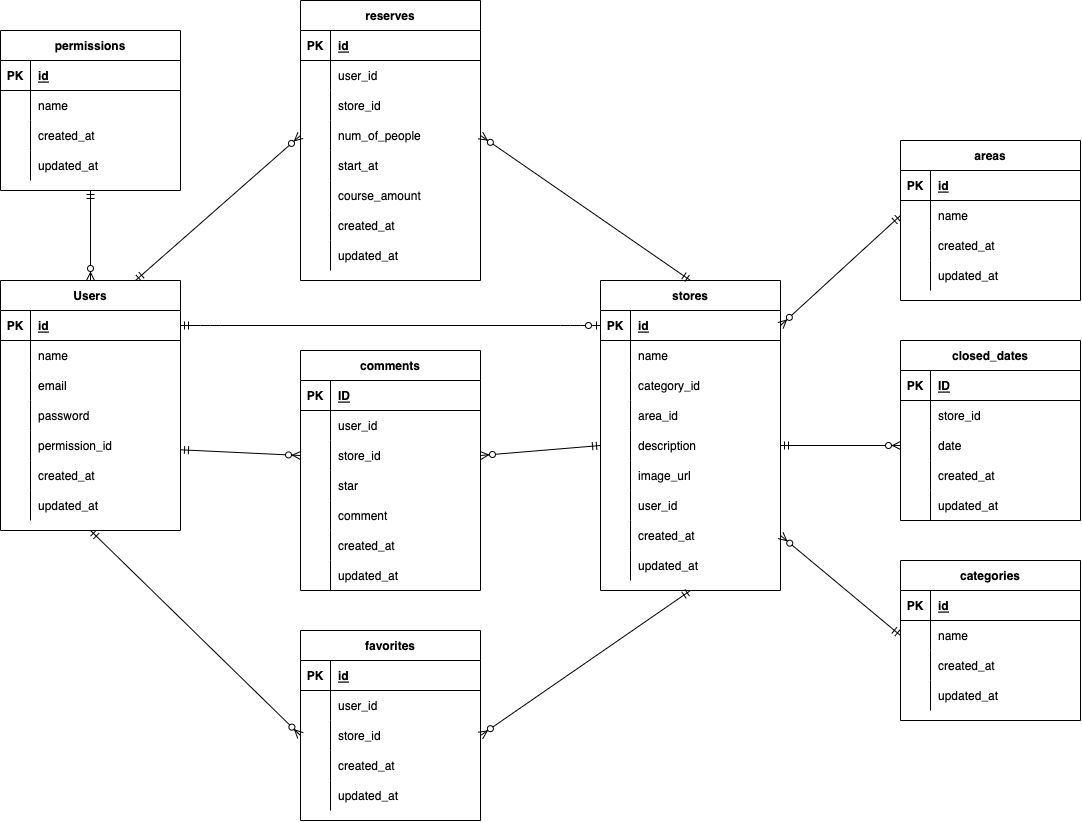 permissions
PK id
name
created_at
updated_at
reserves
PK id
user_id
store_id
num_of_people
start_at
course_amount
created_at
updated_at
areas
PK id
name
created_at
updated_at
Users
PK id
name
email
password
permission_id
created_at
updated_at
comments
PK ID
user_id
store_id
star
comment
created_at
updated_at
stores
PK id
name
category_id
area_id
description
image_url
user_id
created_at
updated_at
closed_dates
PK ID
store_id
date
created_at
updated_at
favorites
PK id
user_id
store_id
created_at
updated_at
categories
PK id
name
created_at
updated_at